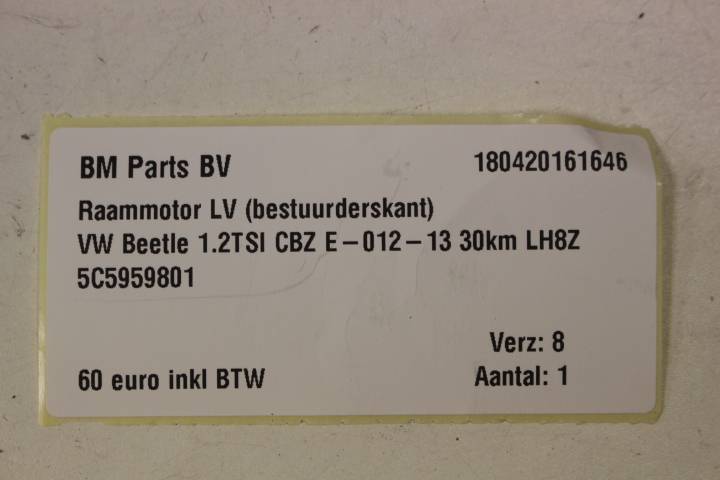 BM Parts BV 180420161646
Raammotor LV (bestuurderskant)
VW Beetle 1.2TSI CBZ E-012-13 30km LH8Z
5C5959801
Verz: 8
60 euro inkl BTW Aantal: 1